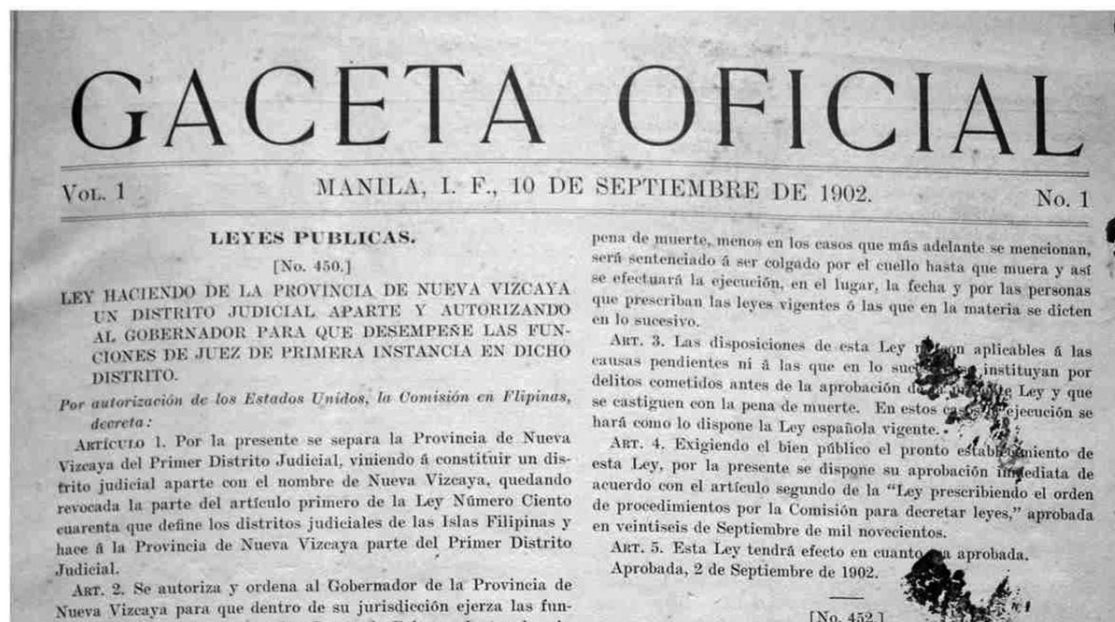 GACETA OFICIAL
VOL. 1
MANILA, I. F., 10 DE SEPTIEMBRE DE 1902.
No. 1
LEYES PUBLICAS.
[No. 450.]
LEY HACIENDO DE LA PROVINCIA DE NUEVA VIZCAYA
UN DISTRITO JUDICIAL APARTE Y AUTORIZANDO
AL GOBERNADOR PARA QUE DESEMPEÑE LAS FUN-
CIONES DE JUEZ DE PRIMERA INSTANCIA EN DICHO
DISTRITO.
Por autorización de los Estados Unidos, la Comisión en Flipinas,
decreta:
ARTÍCULO 1. Por la presente se separa la Provincia de Nueva
Vizcaya del Primer Distrito Judicial, viniendo á constituir un dis-
trito judicial aparte con el nombre de Nueva Vizcaya, quedando
revocada la parte del artículo primero de la Ley Número Ciento
cuarenta que define los distritos judiciales de las Islas Filipinas y
hace á la Provincia de Nueva Vizcaya parte del Primer Distrito
Judicial.
ART. 2. Se autoriza y ordena al Gobernador de la Provincia de
Nueva Vizcaya para que dentro de su jurisdicción ejerza las fun-
pena de muerte, menos en los casos que más adelante se mencionan,
será sentenciado á ser colgado por el cuello hasta que muera y así
se efectuará la ejecución, en el lugar, la fecha y por las personas
que prescriban las leyes vigentes ó las que en la materia se dicten
en lo sucesivo.
ART. 3. Las disposiciones de esta Ley aplicables á las
causas pendientes ni á las que en lo instituyan por
delitos cometidos antes de la aprobación Ley y que
se castiguen con la pena de muerte. En estos ejecución se
hará como lo dispone la Ley española vigente.
ART. 4. Exigiendo el bien público el pronto establecimiento de
esta Ley, por la presente se dispone su aprobación inmediata de
acuerdo con el artículo segundo de la "Ley prescribiendo el orden
de procedimientos por la Comisión para decretar leyes," aprobada
en veintiseis de Septiembre de mil novecientos.
ART. 5. Esta Ley tendrá efecto en cuanto aprobada.
Aprobada, 2 de Septiembre de 1902.
[No. 452.]